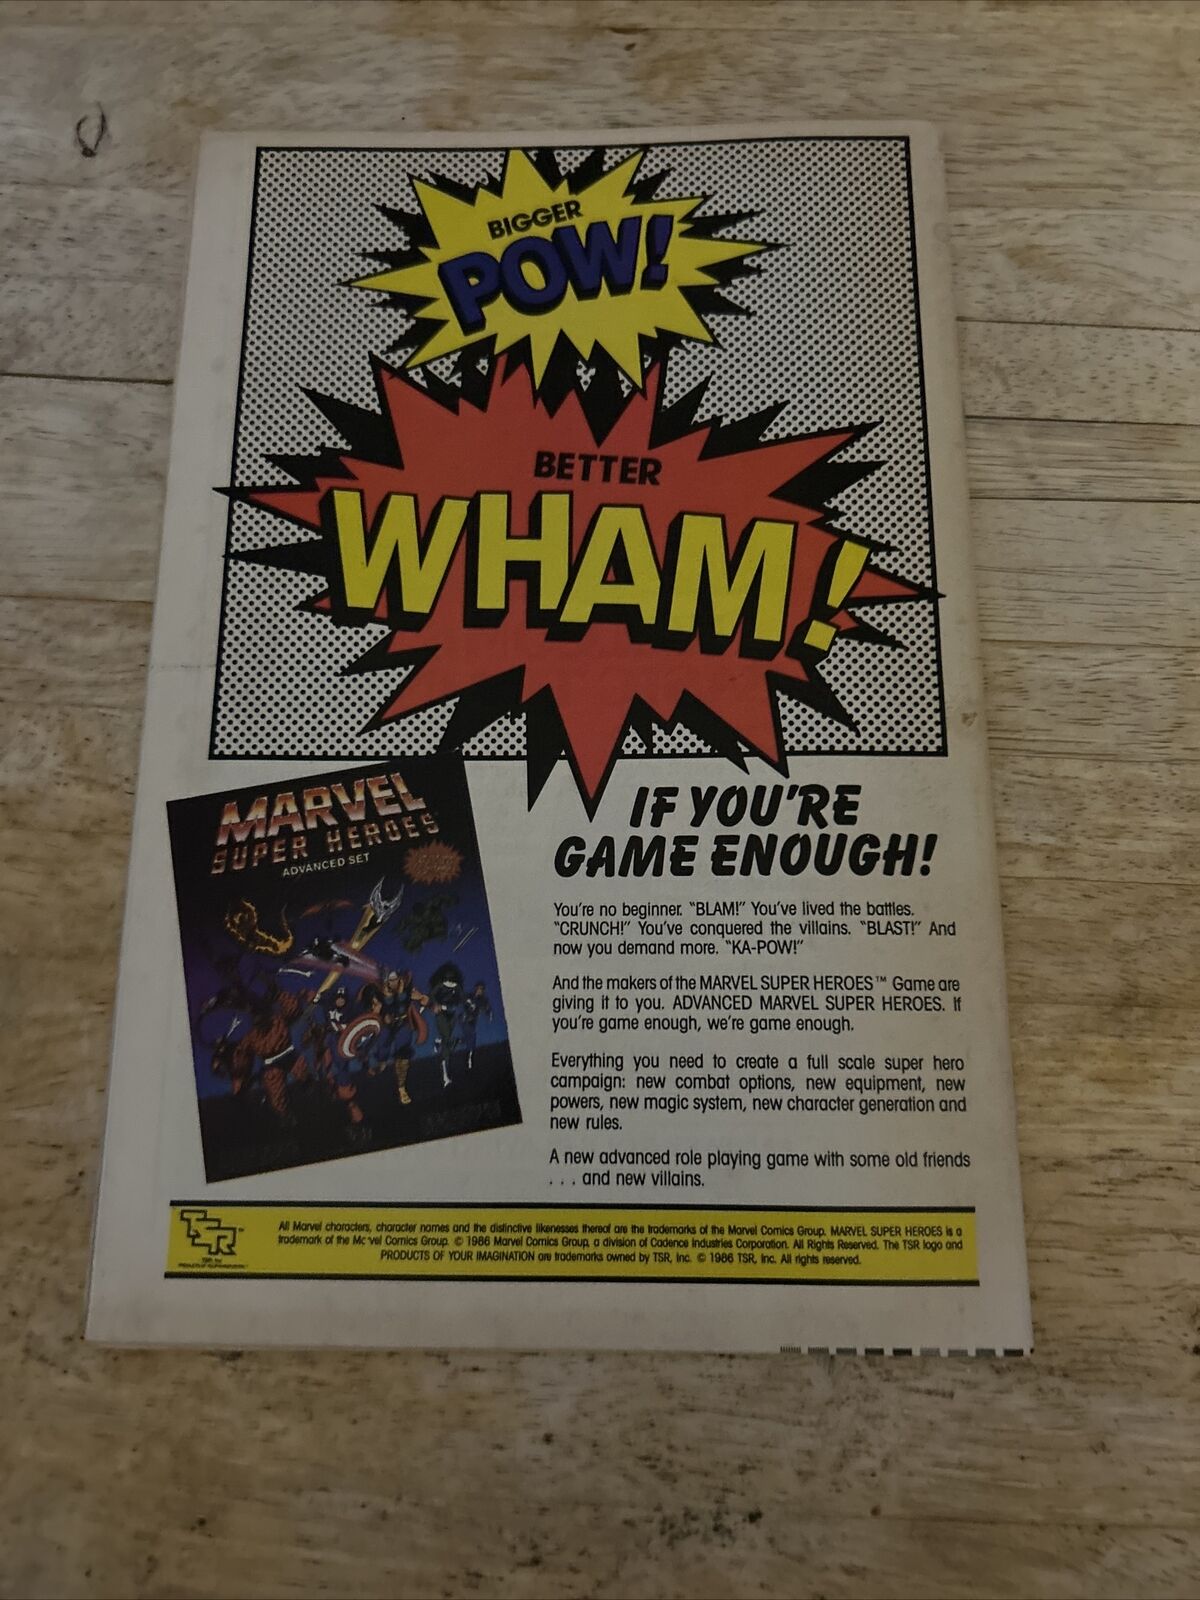 BIGGER
POW!
BETTER
WHAM!
MARVEL
SUPER HEROES
ADVANCED SET
IF YOU'RE
GAME ENOUGH!
You're no beginner. "BLAM!" You've lived the battles.
"CRUNCH!" You've conquered the villains. "BLAST!" And
now you demand more. "KA-POW!"
And the makers of the MARVEL SUPER HEROES™ Game are
giving it to you. ADVANCED MARVEL SUPER HEROES. If
you're game enough, we're game enough.
Everything you need to create a full scale super hero
campaign: new combat options, new equipment, new
powers, new magic system, new character generation and
new rules.
A new advanced role playing game with some old friends
. . . and new villains.
TSR
All Marvel characters, character names and the distinctive likenesses thereof are the trademarks of the Marvel Comics Group. MARVEL SUPER HEROES is a
trademark of the Marvel Comics Group. © 1986 Marvel Comics Group, a division of Cadence Industries Corporation. All Rights Reserved. The TSR logo and
PRODUCTS OF YOUR IMAGINATION are trademarks owned by TSR, Inc. © 1986 TSR, Inc. All rights reserved.